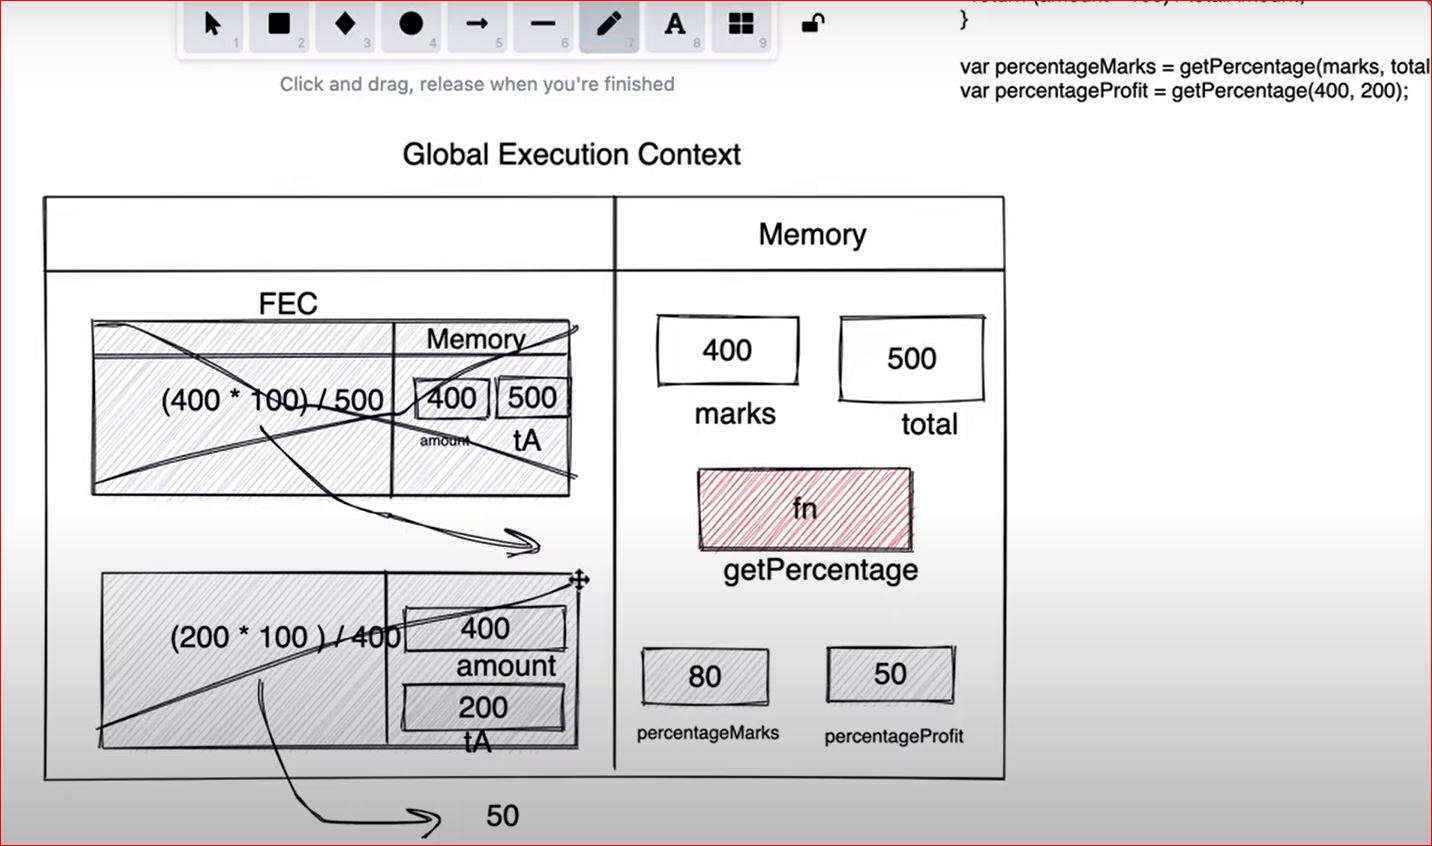 1
2
3
4
5
6
A
7
8
9
Click and drag, release when you're finished
}
var percentageMarks = getPercentage(marks, total
var percentageProfit = getPercentage(400, 200);
Global Execution Context
Memory
FEC
Memory
(400 * 100) / 500
400
500
amount
tA
400
marks
500
total
fn
getPercentage
(200 * 100 ) / 400
400
amount
200
tA
80
percentageMarks
50
percentageProfit
50